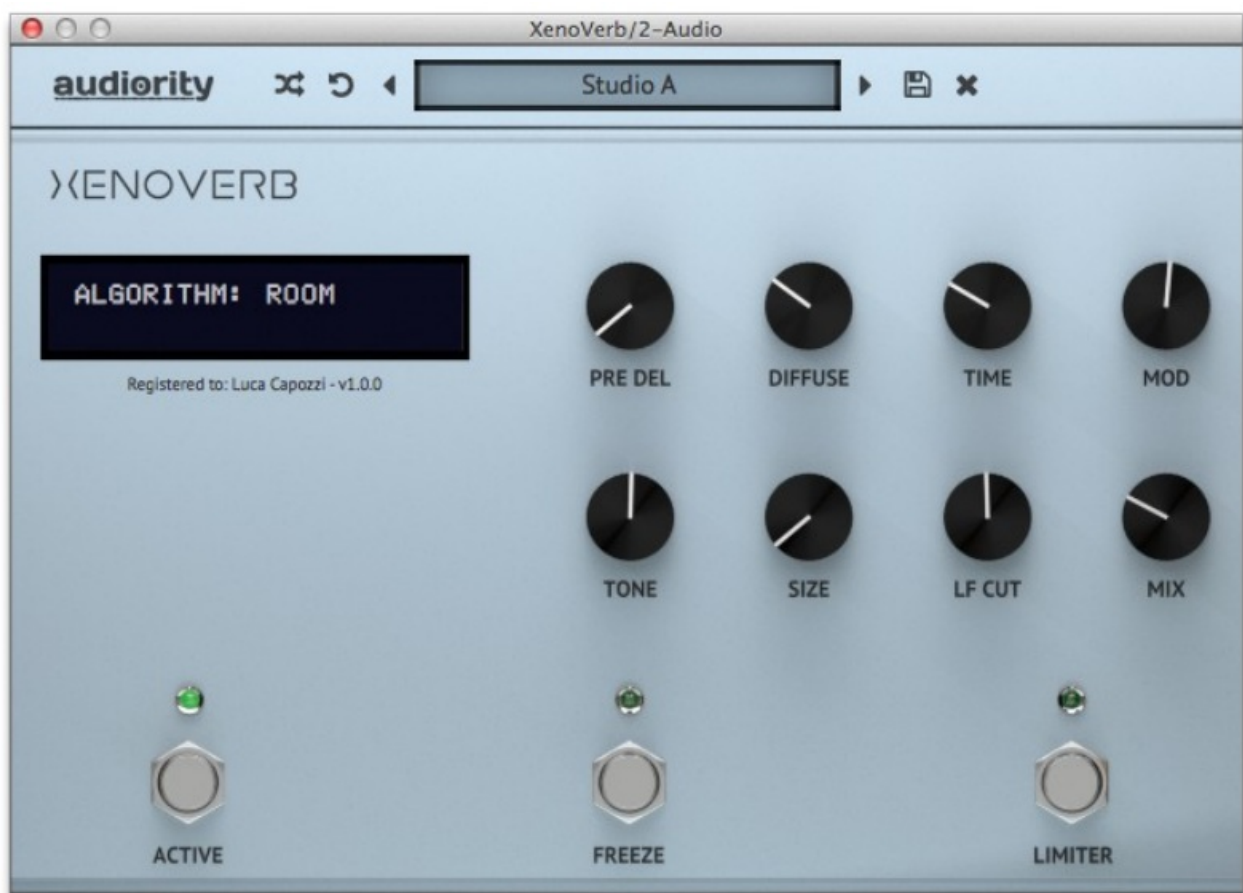 XenoVerb/2-Audio
audiority
Studio A
XENOVERB
ALGORITHM: ROOM
Registered to: Luca Capozzi - v1.0.0
PRE DEL DIFFUSE TIME MOD
TONE SIZE LF CUT MIX
ACTIVE FREEZE LIMITER